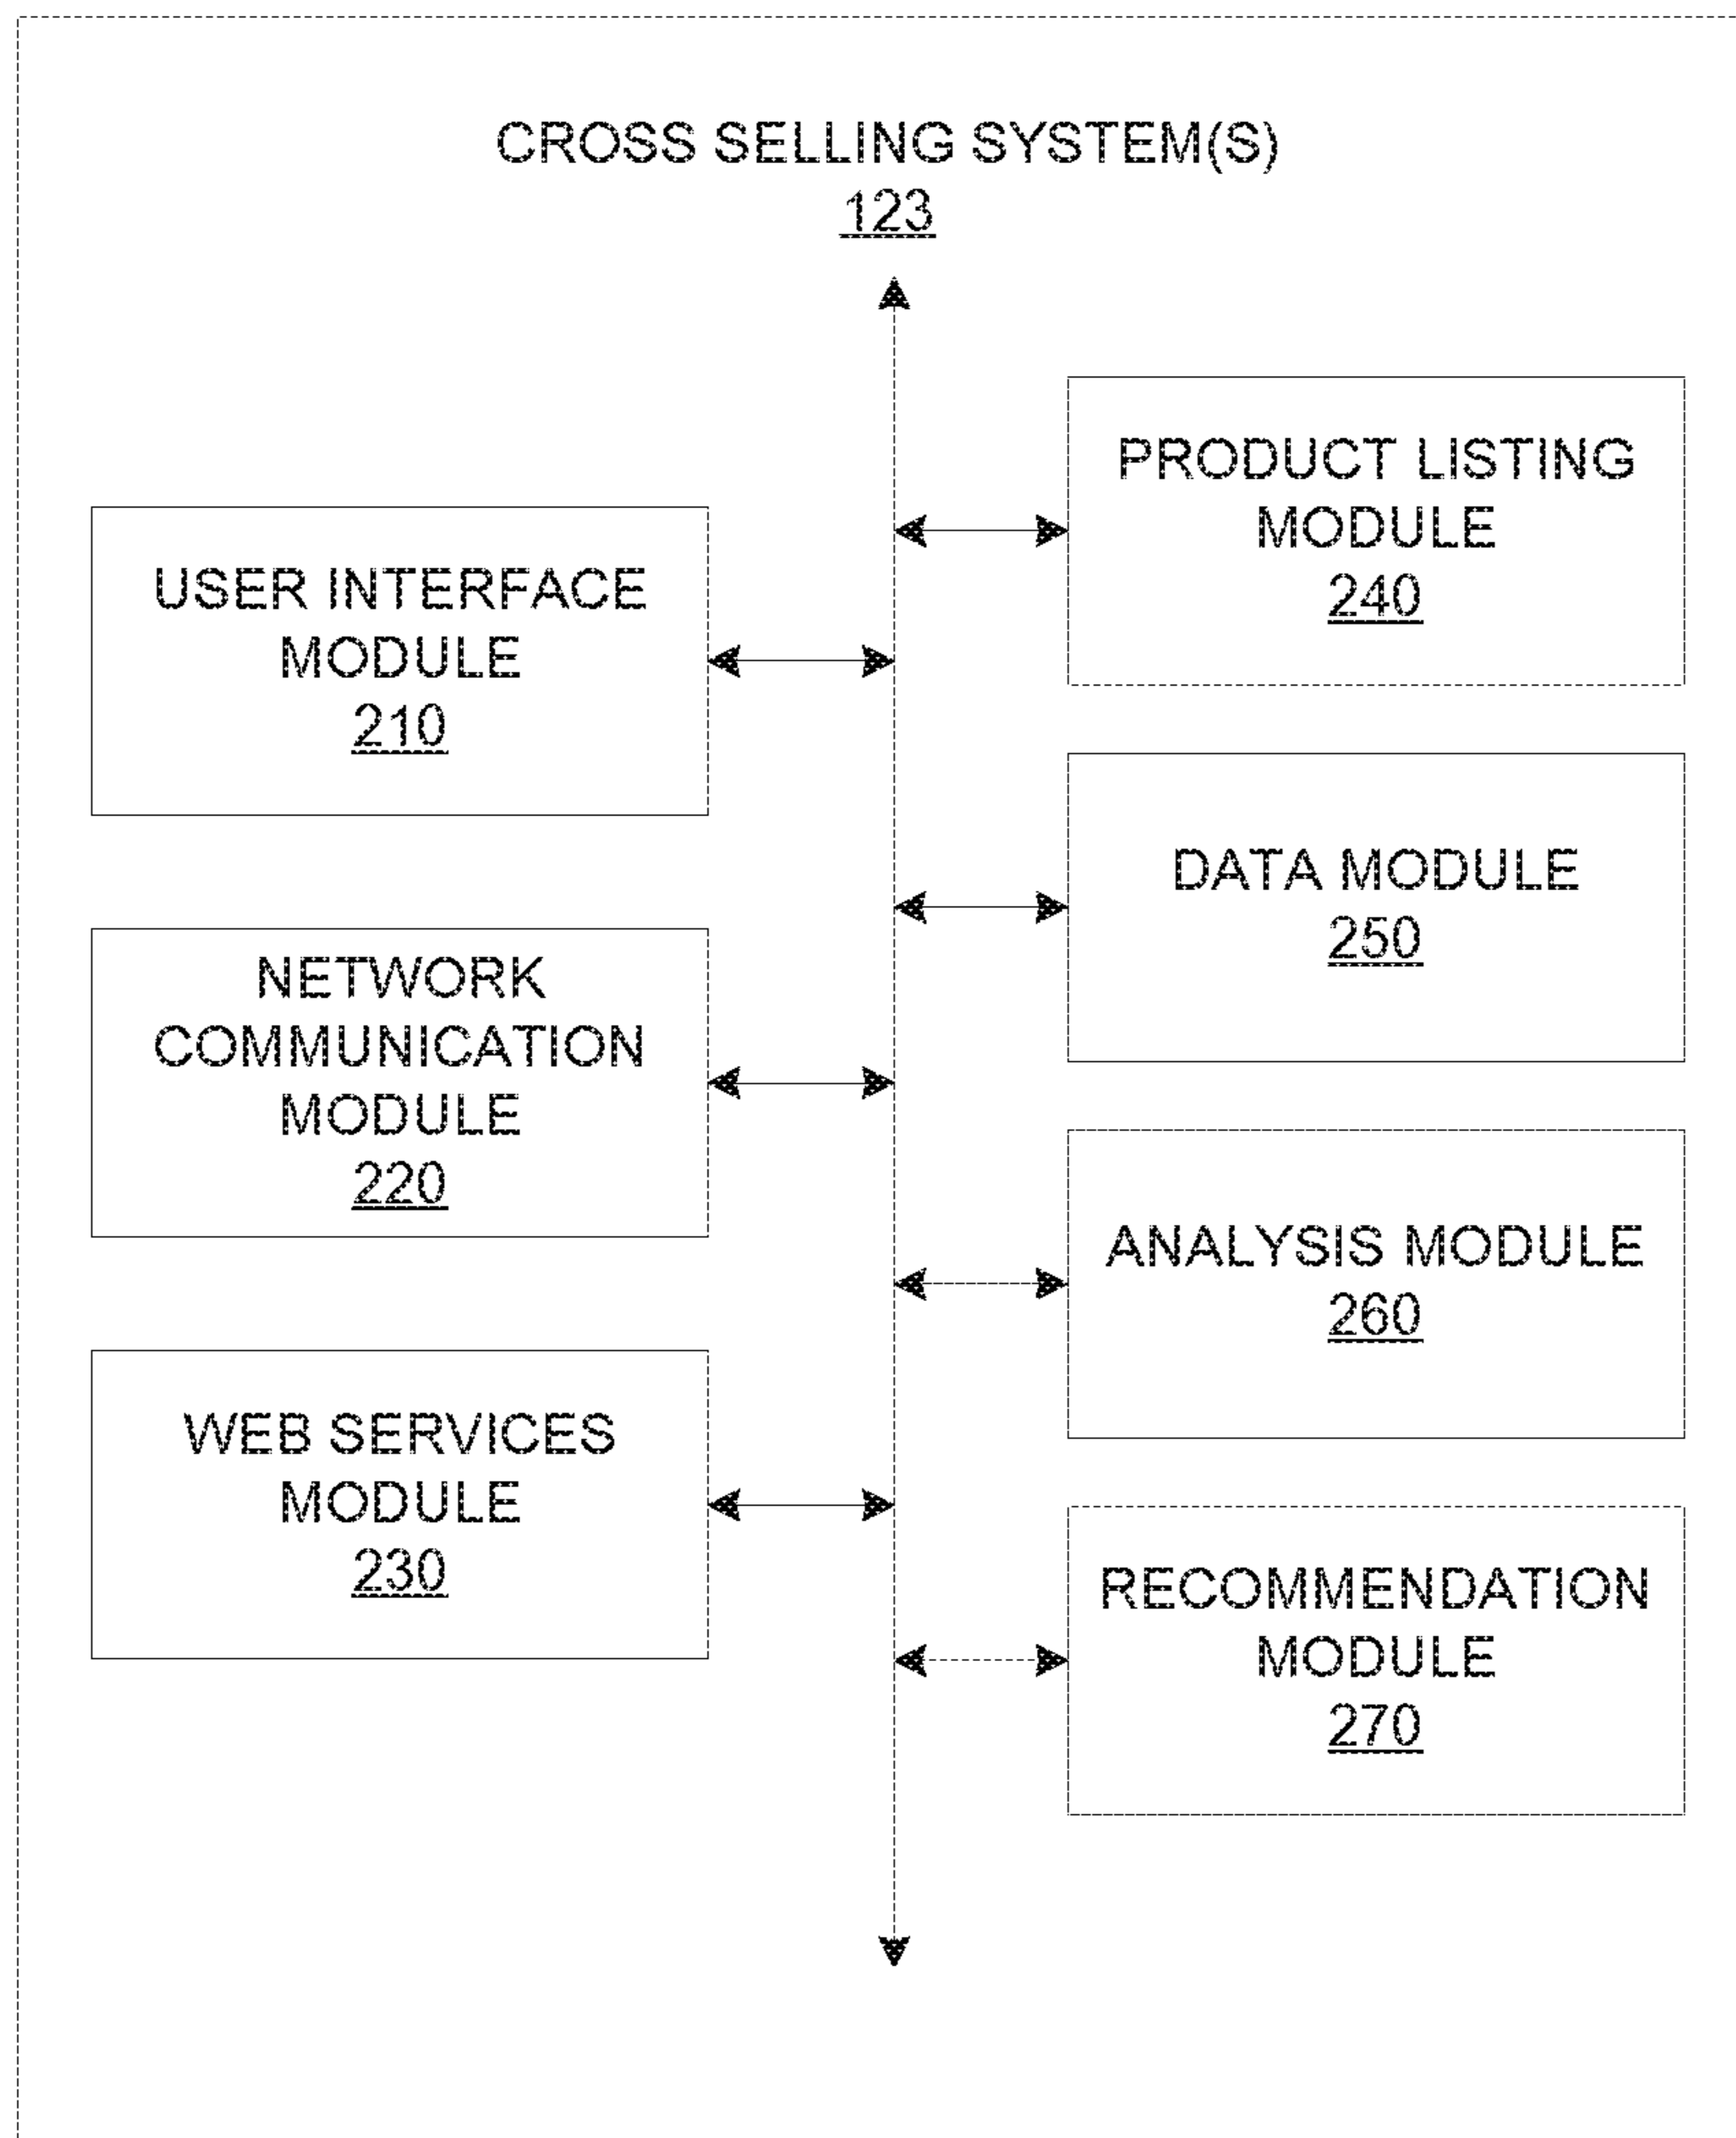 CROSS SELLING SYSTEM(S)
123
USER INTERFACE
MODULE
210
NETWORK
COMMUNICATION
MODULE
220
WEB SERVICES
MODULE
230
PRODUCT LISTING
MODULE
240
DATA MODULE
250
ANALYSIS MODULE
260
RECOMMENDATION
MODULE
270